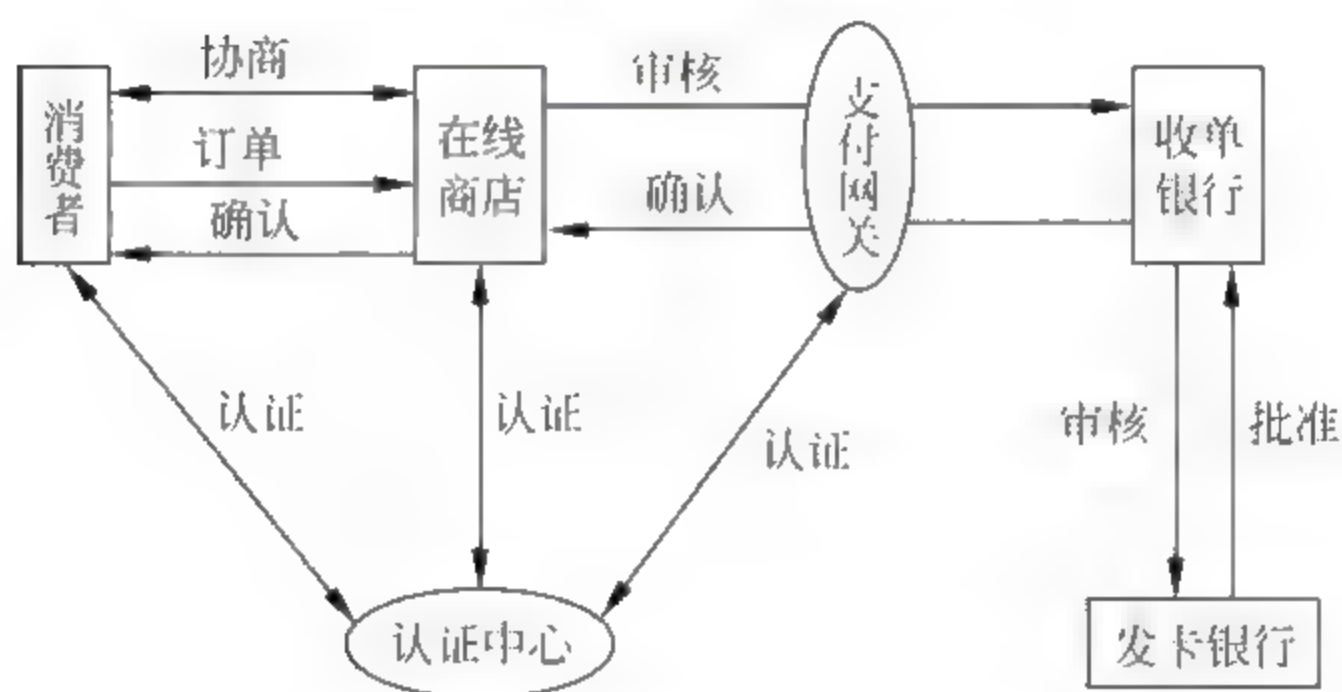 协商
审核
消费者
在线
商店
支付网关
收单
银行
订单
确认
确认
认证
认证
认证
审核
批准
认证中心
发卡银行